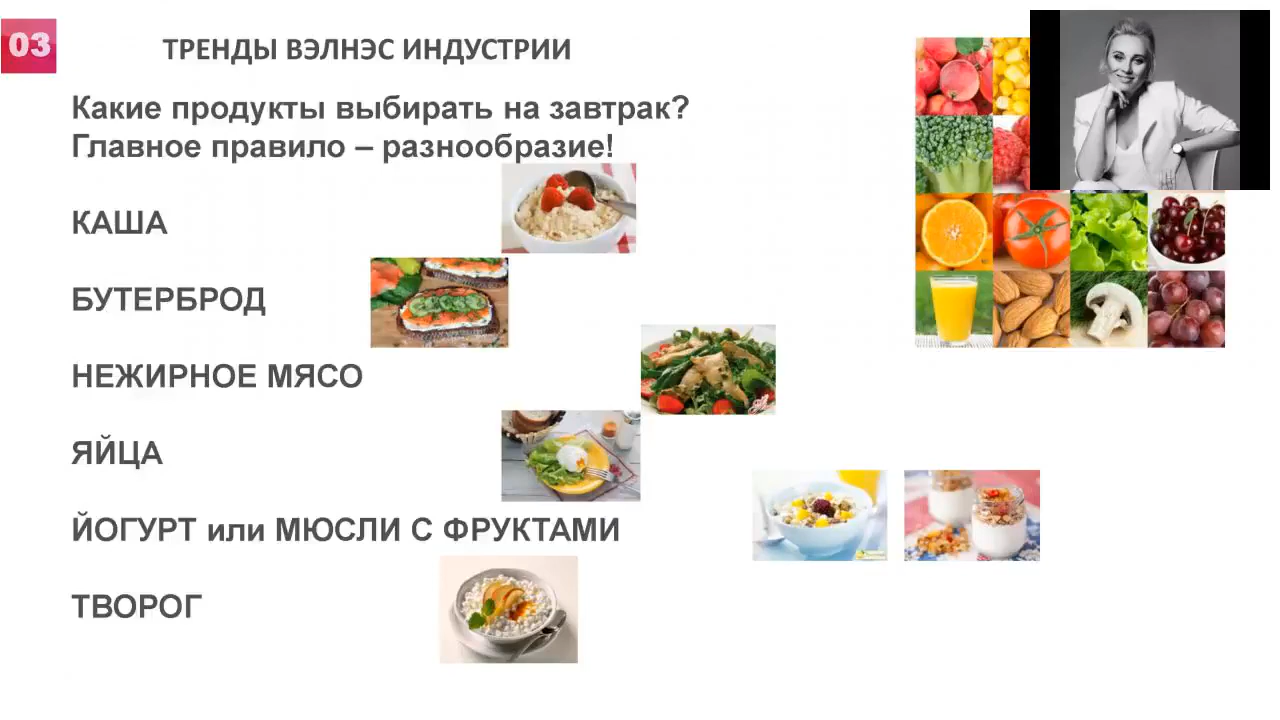 03
ТРЕНДЫ ВЭЛНЭС ИНДУСТРИИ
Какие продукты выбирать на завтрак?
Главное правило – разнообразие!
КАША
БУТЕРБРОД
НЕЖИРНОЕ МЯСО
ЯЙЦА
ЙОГУРТ или МЮСЛИ С ФРУКТАМИ
ТВОРОГ